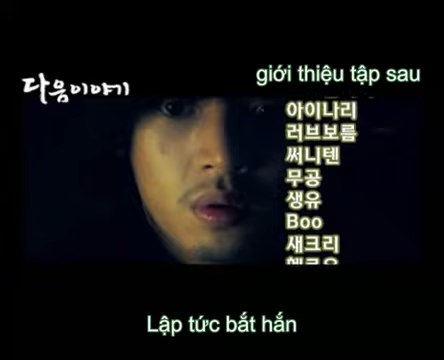 다음이야기
giới thiệu tập sau
아이나리
러브보름
써니텐
무공
생유
Boo
새크리
Lập tức bắt hắn